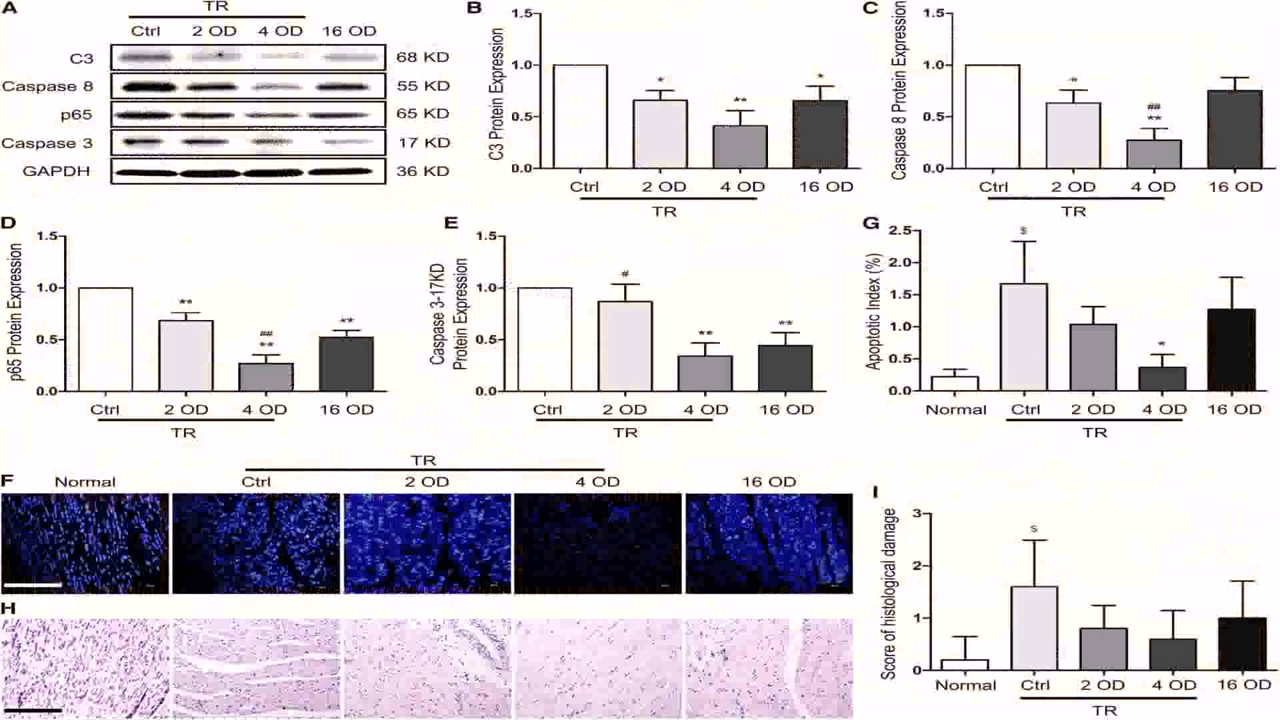 A
TR
Ctrl 2 OD 4 OD 16 OD
C3 68 KD
Caspase 8 55 KD
p65 65 KD
Caspase 3 17 KD
GAPDH 36 KD
B
C3 Protein Expression
1.5
1.0
0.5
0.0
*
**
*
Ctrl 2 OD 4 OD 16 OD
TR
C
Caspase 8 Protein Expression
1.5
1.0
0.5
0.0
*
##
**
Ctrl 2 OD 4 OD 16 OD
TR
D
p65 Protein Expression
1.5
1.0
0.5
0.0
**
##
**
**
Ctrl 2 OD 4 OD 16 OD
TR
E
Caspase 3-17KD
Protein Expression
1.5
1.0
0.5
0.0
#
**
**
Ctrl 2 OD 4 OD 16 OD
TR
G
Apoptotic Index (%)
2.5
2.0
1.5
1.0
0.5
0.0
$
*
Normal Ctrl 2 OD 4 OD 16 OD
TR
F
TR
Normal Ctrl 2 OD 4 OD 16 OD
H
I
Score of histological damage
3
2
1
0
$
Normal Ctrl 2 OD 4 OD 16 OD
TR